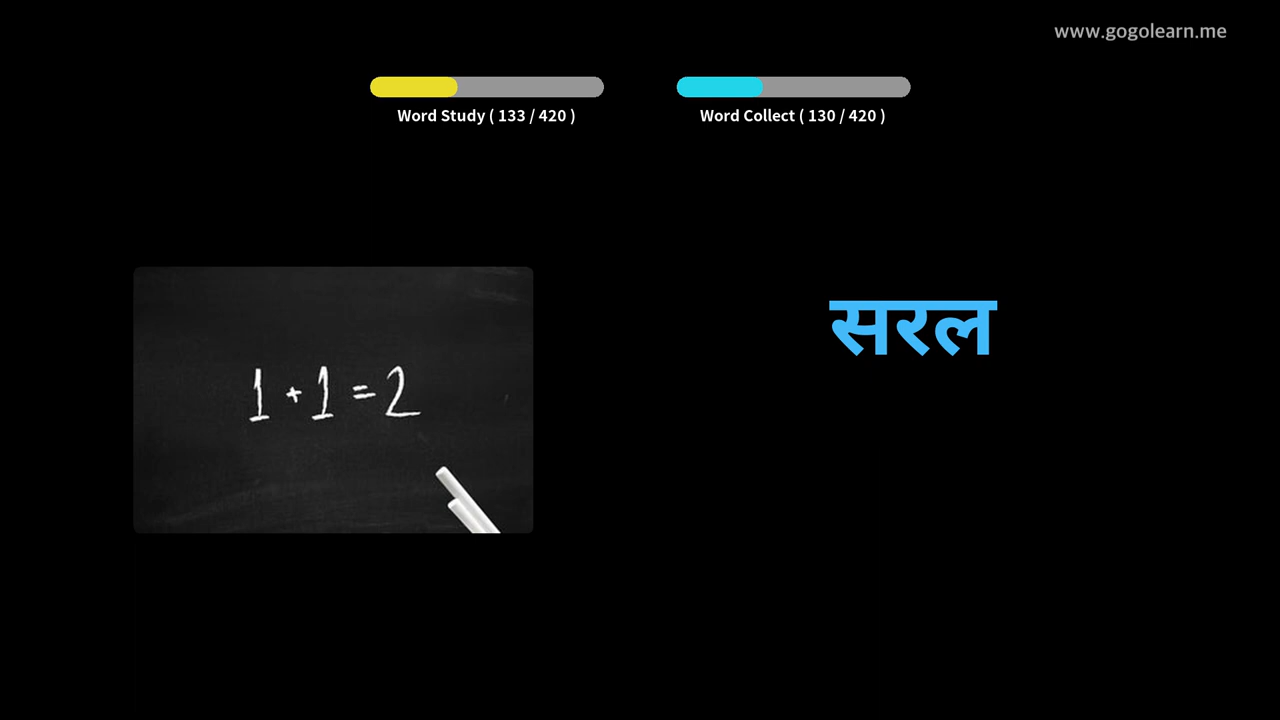 www.gogolearn.me
Word Study ( 133 / 420 )
Word Collect ( 130 / 420 )
1 + 1 = 2
सरल